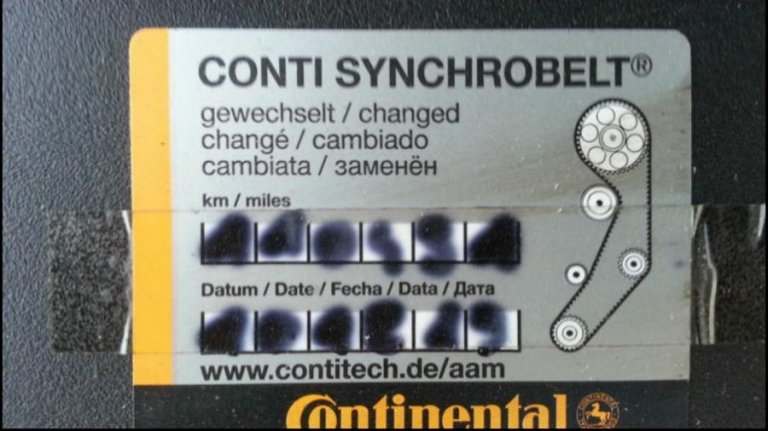 CONTI SYNCHROBELT®
gewechselt / changed
changé / cambiado
cambiata / заменён
km / miles
Datum / Date / Fecha / Data / Дата
www.contitech.de/aam
Continental
CONTINENTAL